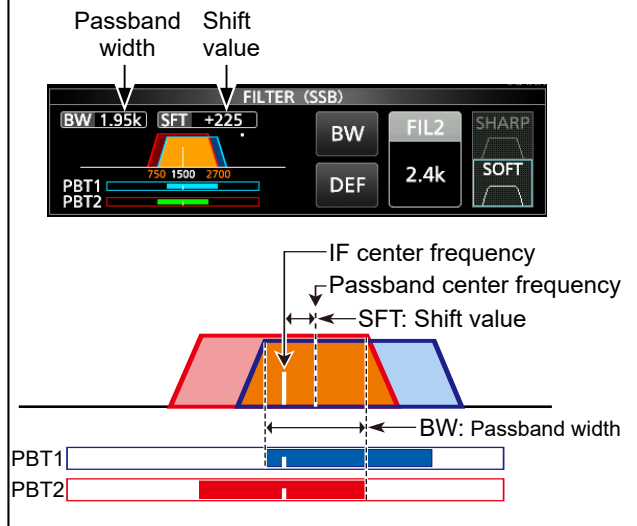 Passband width
Shift value
FILTER (SSB)
BW 1.95k SFT +225
BW
FIL2
SHARP
750 1500 2700
PBT1
PBT2
DEF
2.4k
SOFT
IF center frequency
Passband center frequency
SFT: Shift value
BW: Passband width
PBT1
PBT2